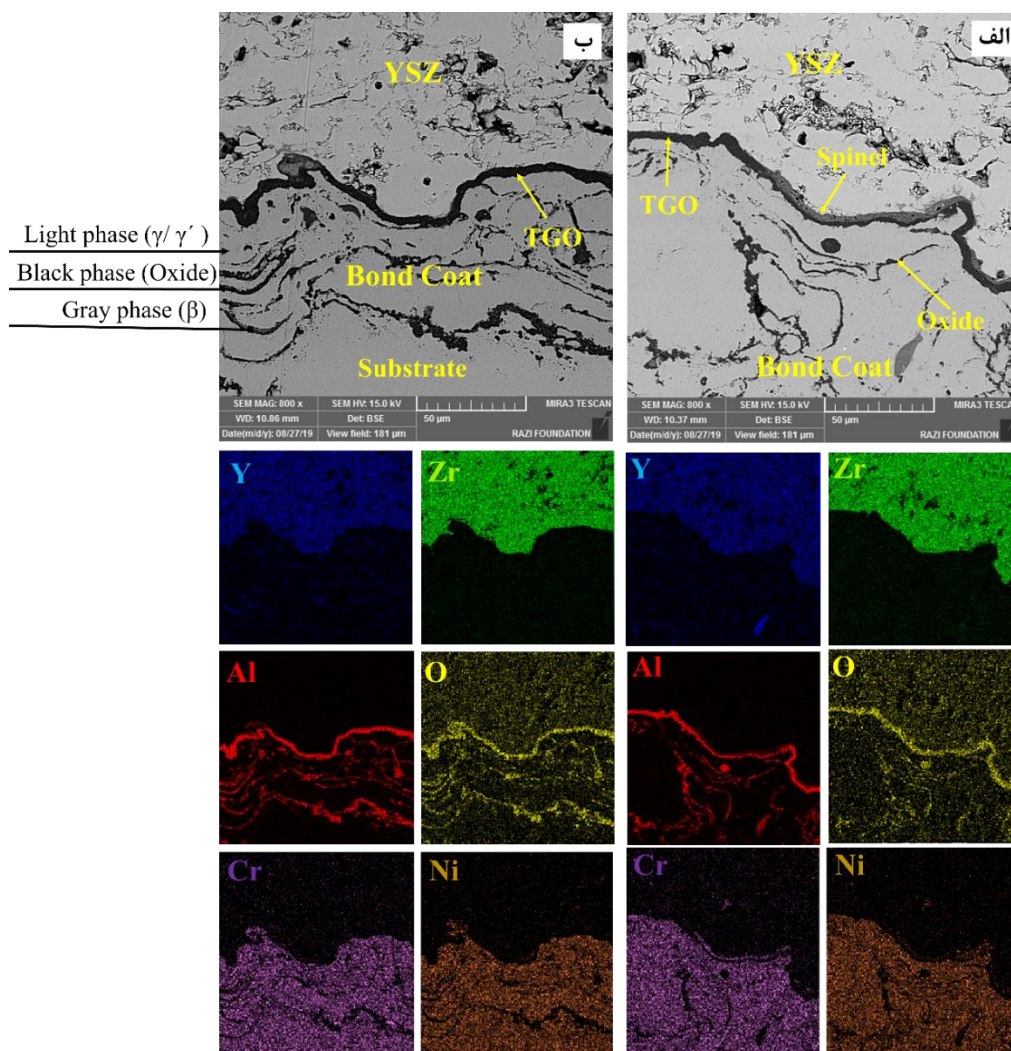 ب
YSZ
TGO
Bond Coat
Substrate
Light phase (γ/ γ´ )
Black phase (Oxide)
Gray phase (β)
SEM MAG: 800 x
SEM HV: 15.0 kV
MIRA3 TESCAN
WD: 10.86 mm
Det: BSE
50 µm
Date(m/d/y): 08/27/19
View field: 181 µm
RAZI FOUNDATION
الف
YSZ
Spinel
TGO
Oxide
Bond Coat
SEM MAG: 800 x
SEM HV: 15.0 kV
MIRA3 TESCA
WD: 10.37 mm
Det: BSE
50 µm
Date(m/d/y): 08/27/19
View field: 181 µm
RAZI FOUNDATION
Y
Zr
Y
Zr
Al
O
Al
O
Cr
Ni
Cr
Ni